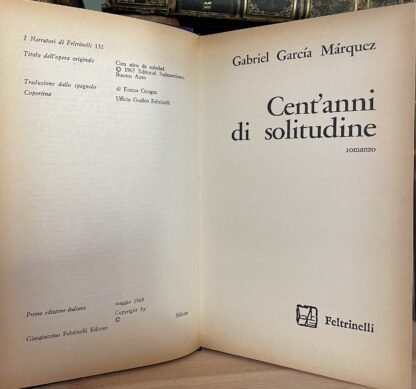 I Narratori di Feltrinelli 132
Titolo dell'opera originale
Cien años de soledad
© 1967 Editorial Sudamericana,
Buenos Aires
Traduzione dallo spagnolo
di Enrico Cicogna
Copertina
Ufficio Grafico Feltrinelli
Prima edizione italiana
maggio 1968
Copyright by
©
Milano
Giangiacomo Feltrinelli Editore
Gabriel García Márquez
Cent'anni
di solitudine
romanzo
Feltrinelli